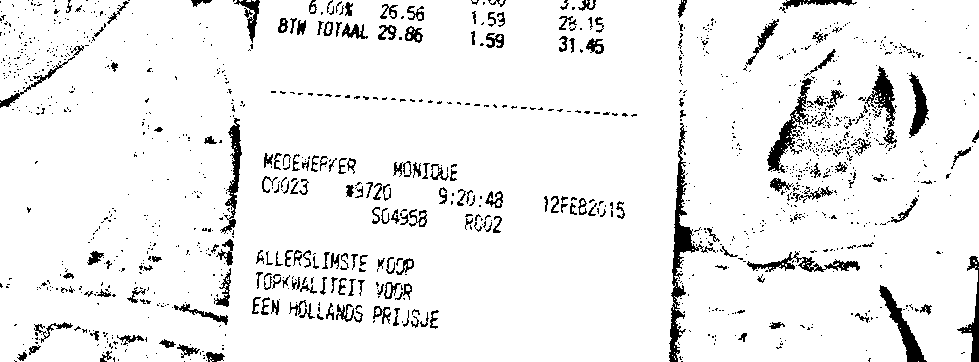 6.00% 26.56 1.59 28.15
BTW TOTAAL 29.86 1.59 31.45
MEDEWERKER MONIQUE
C0023 #9720 9:20:48 12FEB2015
S04958 R002
ALLERSLIMSTE KOOP
TOPKWALITEIT VOOR
EEN HOLLANDS PRIJSJE